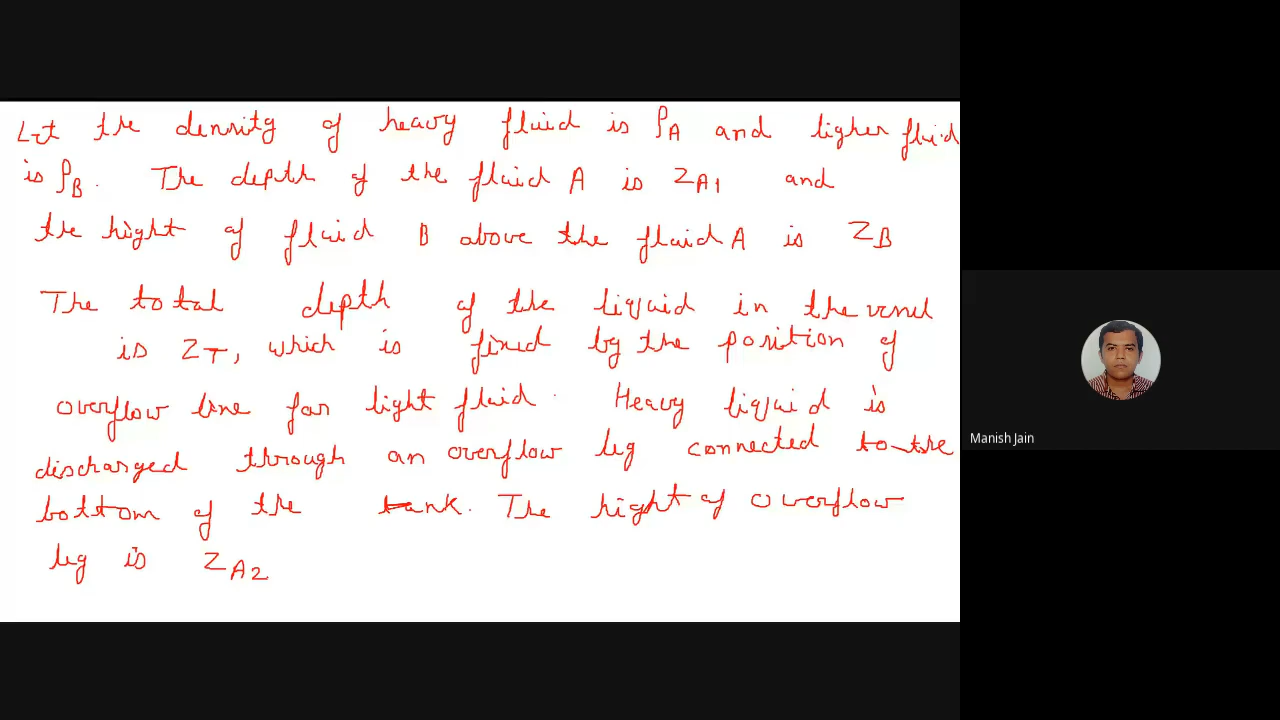 Let the density of heavy fluid is ρA and ligher fluid
is ρB. The depth of the fluid A is ZA1 and
the hight of fluid B above the fluid A is ZB
The total depth of the liquid in the vessel
is ZT, which is fixed by the position of
overflow line for light fluid. Heavy liquid is
discharged through an overflow leg connected to the
bottom of the tank. The hight of overflow
leg is ZA2
Manish Jain